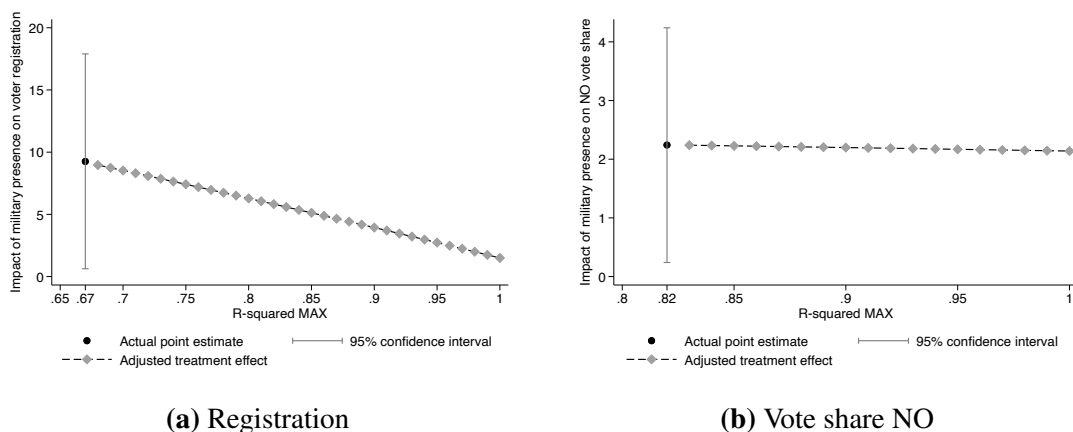 Impact of military presence on voter registration
20
15
10
5
0
.65 .67 .7 .75 .8 .85 .9 .95 1
R-squared MAX
Actual point estimate 95% confidence interval
Adjusted treatment effect
(a) Registration
Impact of military presence on NO vote share
4
3
2
1
0
.8 .82 .85 .9 .95 1
R-squared MAX
Actual point estimate 95% confidence interval
Adjusted treatment effect
(b) Vote share NO